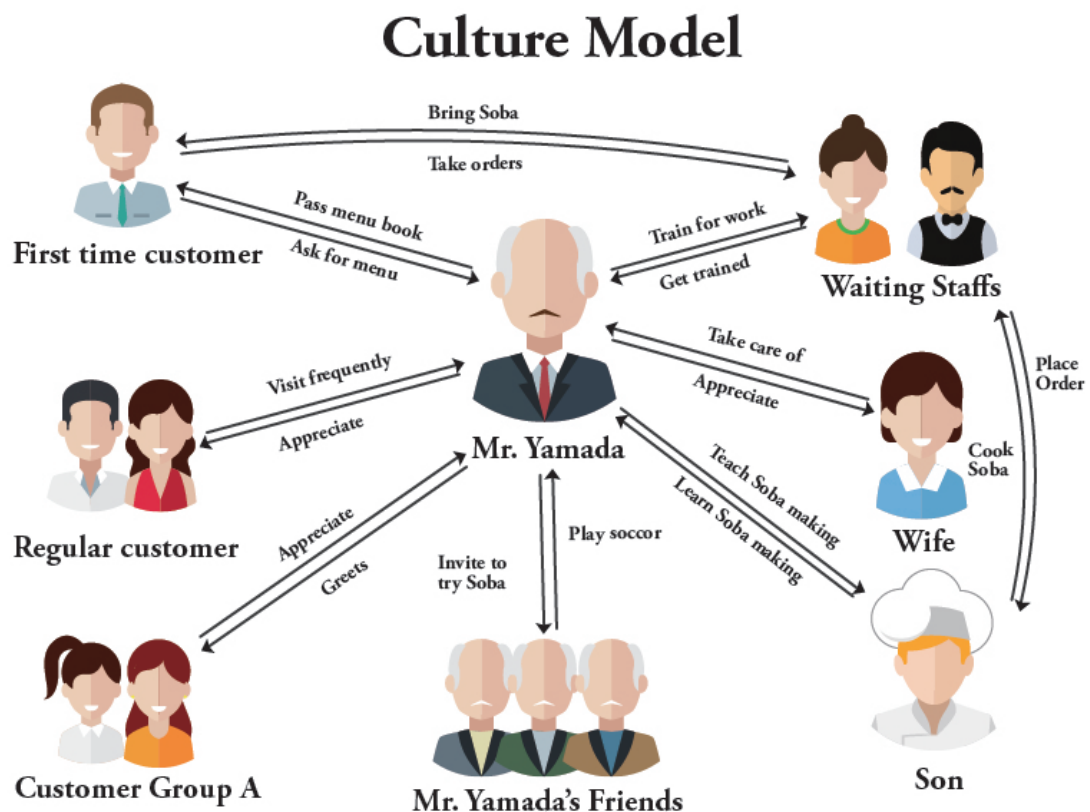 Culture Model
Bring Soba
Take orders
Pass menu book
Ask for menu
First time customer
Train for work
Get trained
Waiting Staffs
Visit frequently
Appreciate
Regular customer
Mr. Yamada
Take care of
Appreciate
Wife
Place
Order
Cook
Soba
Teach Soba making
Learn Soba making
Appreciate
Greets
Customer Group A
Invite to
try Soba
Play soccor
Mr. Yamada's Friends
Son